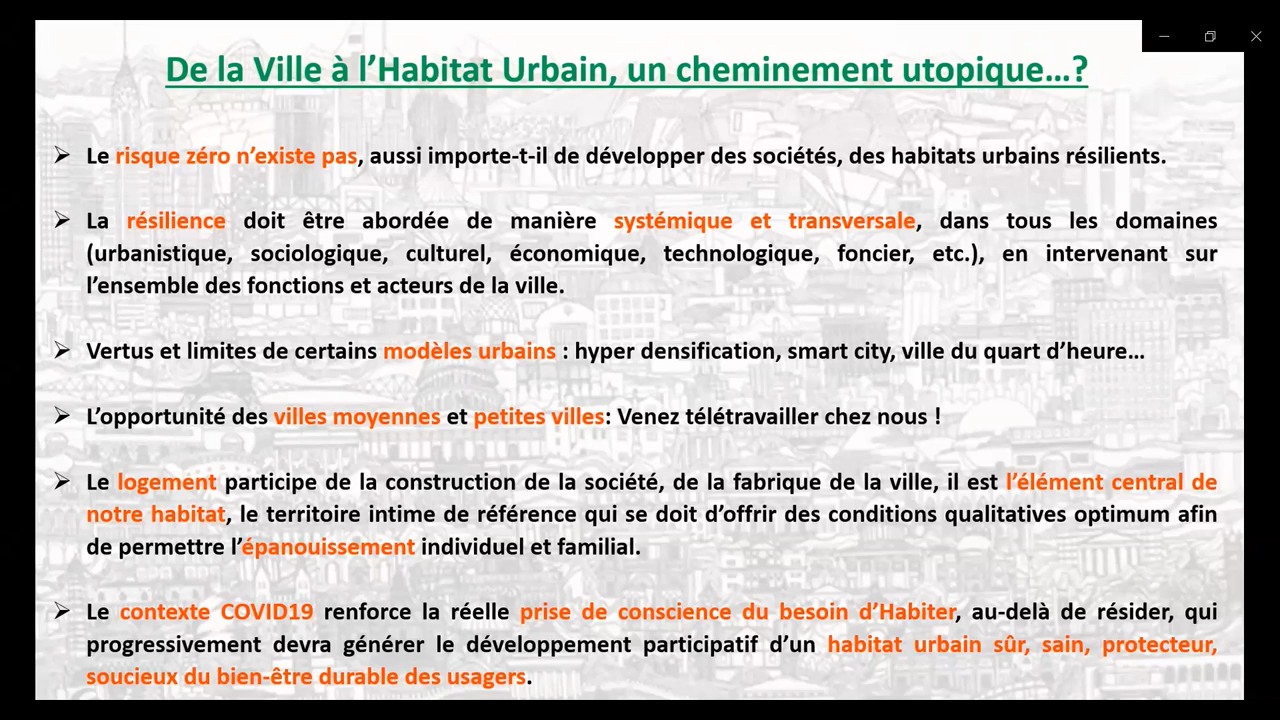 De la Ville à l’Habitat Urbain, un cheminement utopique…?
Le risque zéro n’existe pas, aussi importe-t-il de développer des sociétés, des habitats urbains résilients.
La résilience doit être abordée de manière systémique et transversale, dans tous les domaines
(urbanistique, sociologique, culturel, économique, technologique, foncier, etc.), en intervenant sur
l’ensemble des fonctions et acteurs de la ville.
Vertus et limites de certains modèles urbains : hyper densification, smart city, ville du quart d’heure…
L’opportunité des villes moyennes et petites villes: Venez télétravailler chez nous !
Le logement participe de la construction de la société, de la fabrique de la ville, il est l’élément central de
notre habitat, le territoire intime de référence qui se doit d’offrir des conditions qualitatives optimum afin
de permettre l’épanouissement individuel et familial.
Le contexte COVID19 renforce la réelle prise de conscience du besoin d’Habiter, au-delà de résider, qui
progressivement devra générer le développement participatif d’un habitat urbain sûr, sain, protecteur,
soucieux du bien-être durable des usagers.